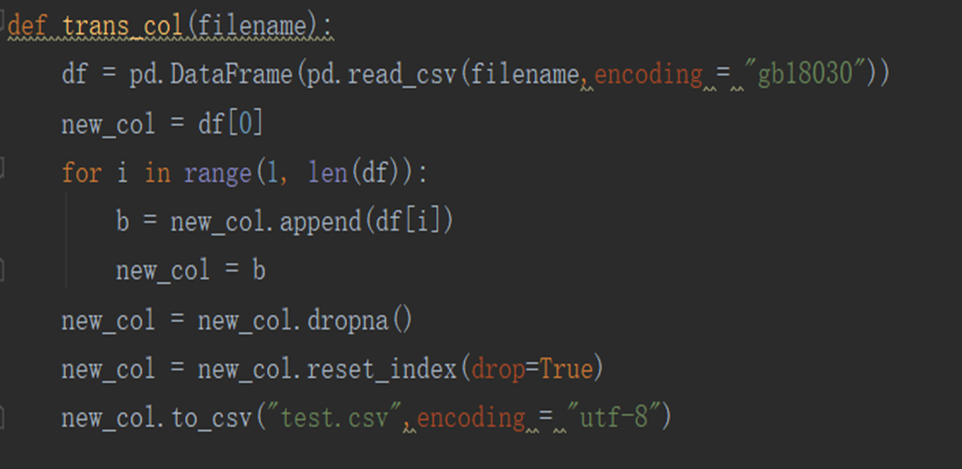 def trans_col(filename):
    df = pd.DataFrame(pd.read_csv(filename,encoding = "gb18030"))
    new_col = df[0]
    for i in range(1, len(df)):
        b = new_col.append(df[i])
        new_col = b
    new_col = new_col.dropna()
    new_col = new_col.reset_index(drop=True)
    new_col.to_csv("test.csv",encoding = "utf-8")